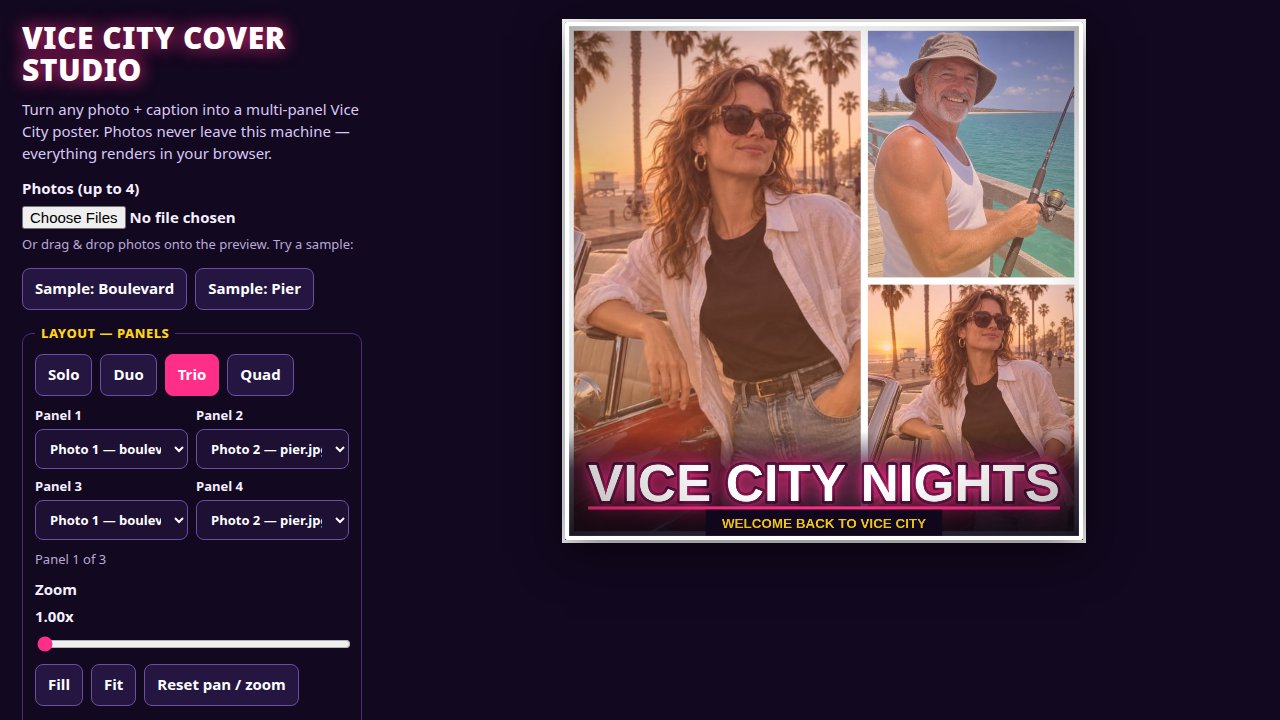 VICE CITY COVER
STUDIO
Turn any photo + caption into a multi-panel Vice
City poster. Photos never leave this machine —
everything renders in your browser.
Photos (up to 4)
Choose Files No file chosen
Or drag & drop photos onto the preview. Try a sample:
Sample: Boulevard Sample: Pier
LAYOUT — PANELS
Solo Duo Trio Quad
Panel 1 Panel 2
Photo 1 — boulev Photo 2 — pier.jp
Panel 3 Panel 4
Photo 1 — boulev Photo 2 — pier.jp
Panel 1 of 3
Zoom
1.00x
Fill Fit Reset pan / zoom
VICE CITY NIGHTS
WELCOME BACK TO VICE CITY